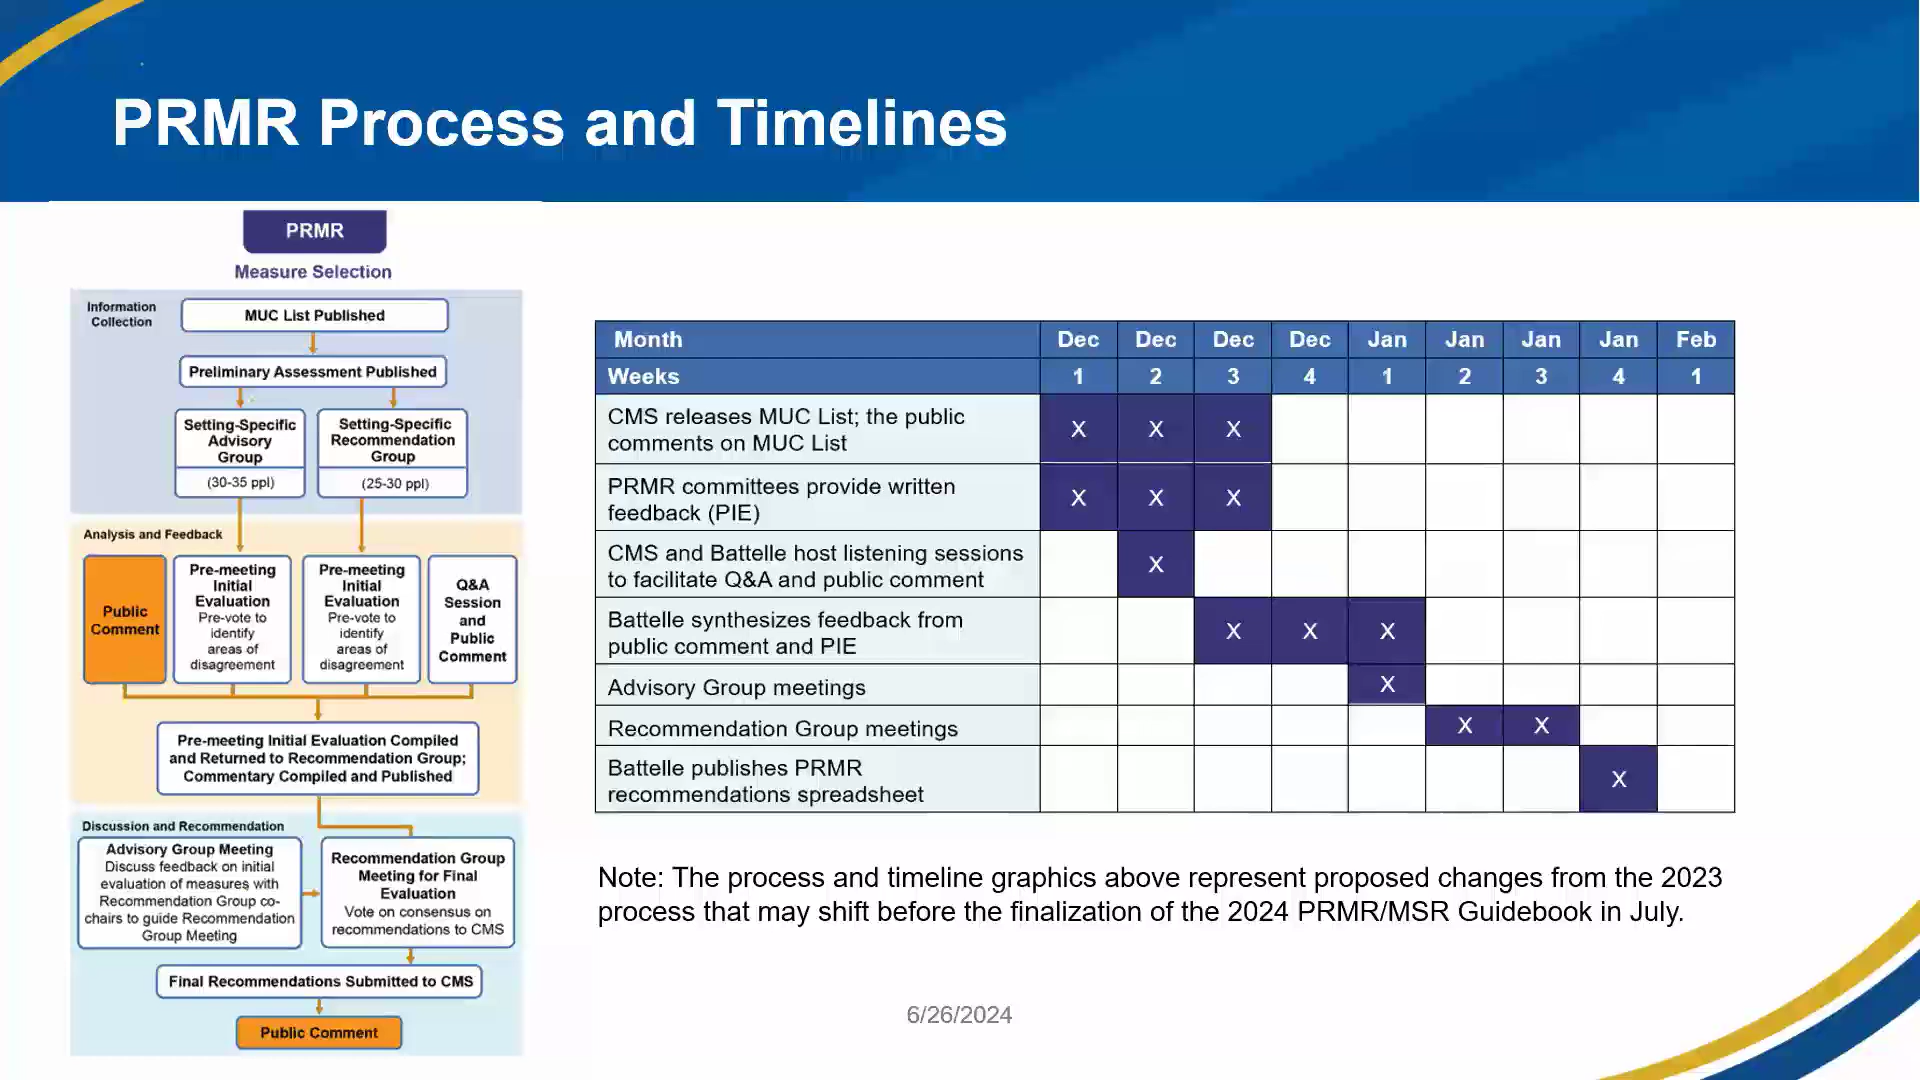 PRMR Process and Timelines
PRMR
Measure Selection
Information
Collection
MUC List Published
Preliminary Assessment Published
Setting-Specific
Advisory
Group
(30-35 ppl)
Setting-Specific
Recommendation
Group
(25-30 ppl)
Analysis and Feedback
Public
Comment
Pre-meeting
Initial
Evaluation
Pre-vote to
identify
areas of
disagreement
Pre-meeting
Initial
Evaluation
Pre-vote to
identify
areas of
disagreement
Q&A
Session
and
Public
Comment
Pre-meeting Initial Evaluation Compiled
and Returned to Recommendation Group;
Commentary Compiled and Published
Discussion and Recommendation
Advisory Group Meeting
Discuss feedback on initial
evaluation of measures with
Recommendation Group co-
chairs to guide Recommendation
Group Meeting
Recommendation Group
Meeting for Final
Evaluation
Vote on consensus on
recommendations to CMS
Final Recommendations Submitted to CMS
Public Comment
Month Dec Dec Dec Dec Jan Jan Jan Jan Feb
Weeks 1 2 3 4 1 2 3 4 1
CMS releases MUC List; the public
comments on MUC List
X X X
PRMR committees provide written
feedback (PIE)
X X X
CMS and Battelle host listening sessions
to facilitate Q&A and public comment
X
Battelle synthesizes feedback from
public comment and PIE
X X X
Advisory Group meetings X
Recommendation Group meetings X X
Battelle publishes PRMR
recommendations spreadsheet
X
Note: The process and timeline graphics above represent proposed changes from the 2023
process that may shift before the finalization of the 2024 PRMR/MSR Guidebook in July.
6/26/2024